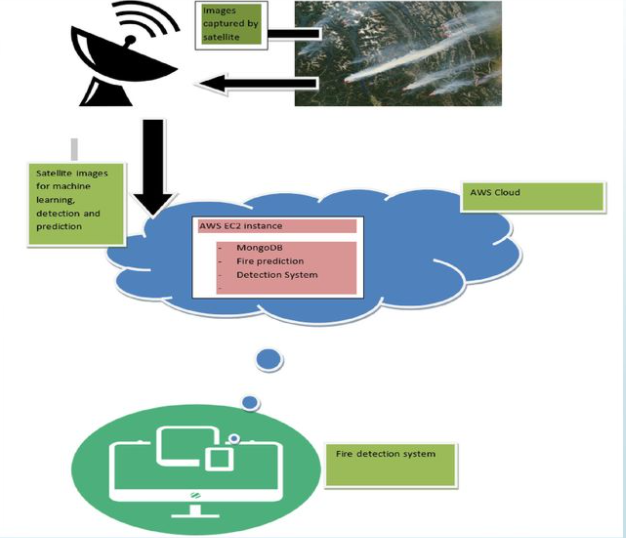 Images
captured by
satellite
Satellite images
for machine
learning,
detection and
prediction
AWS Cloud
AWS EC2 instance
- MongoDB
- Fire prediction
- Detection System
-
Fire detection system